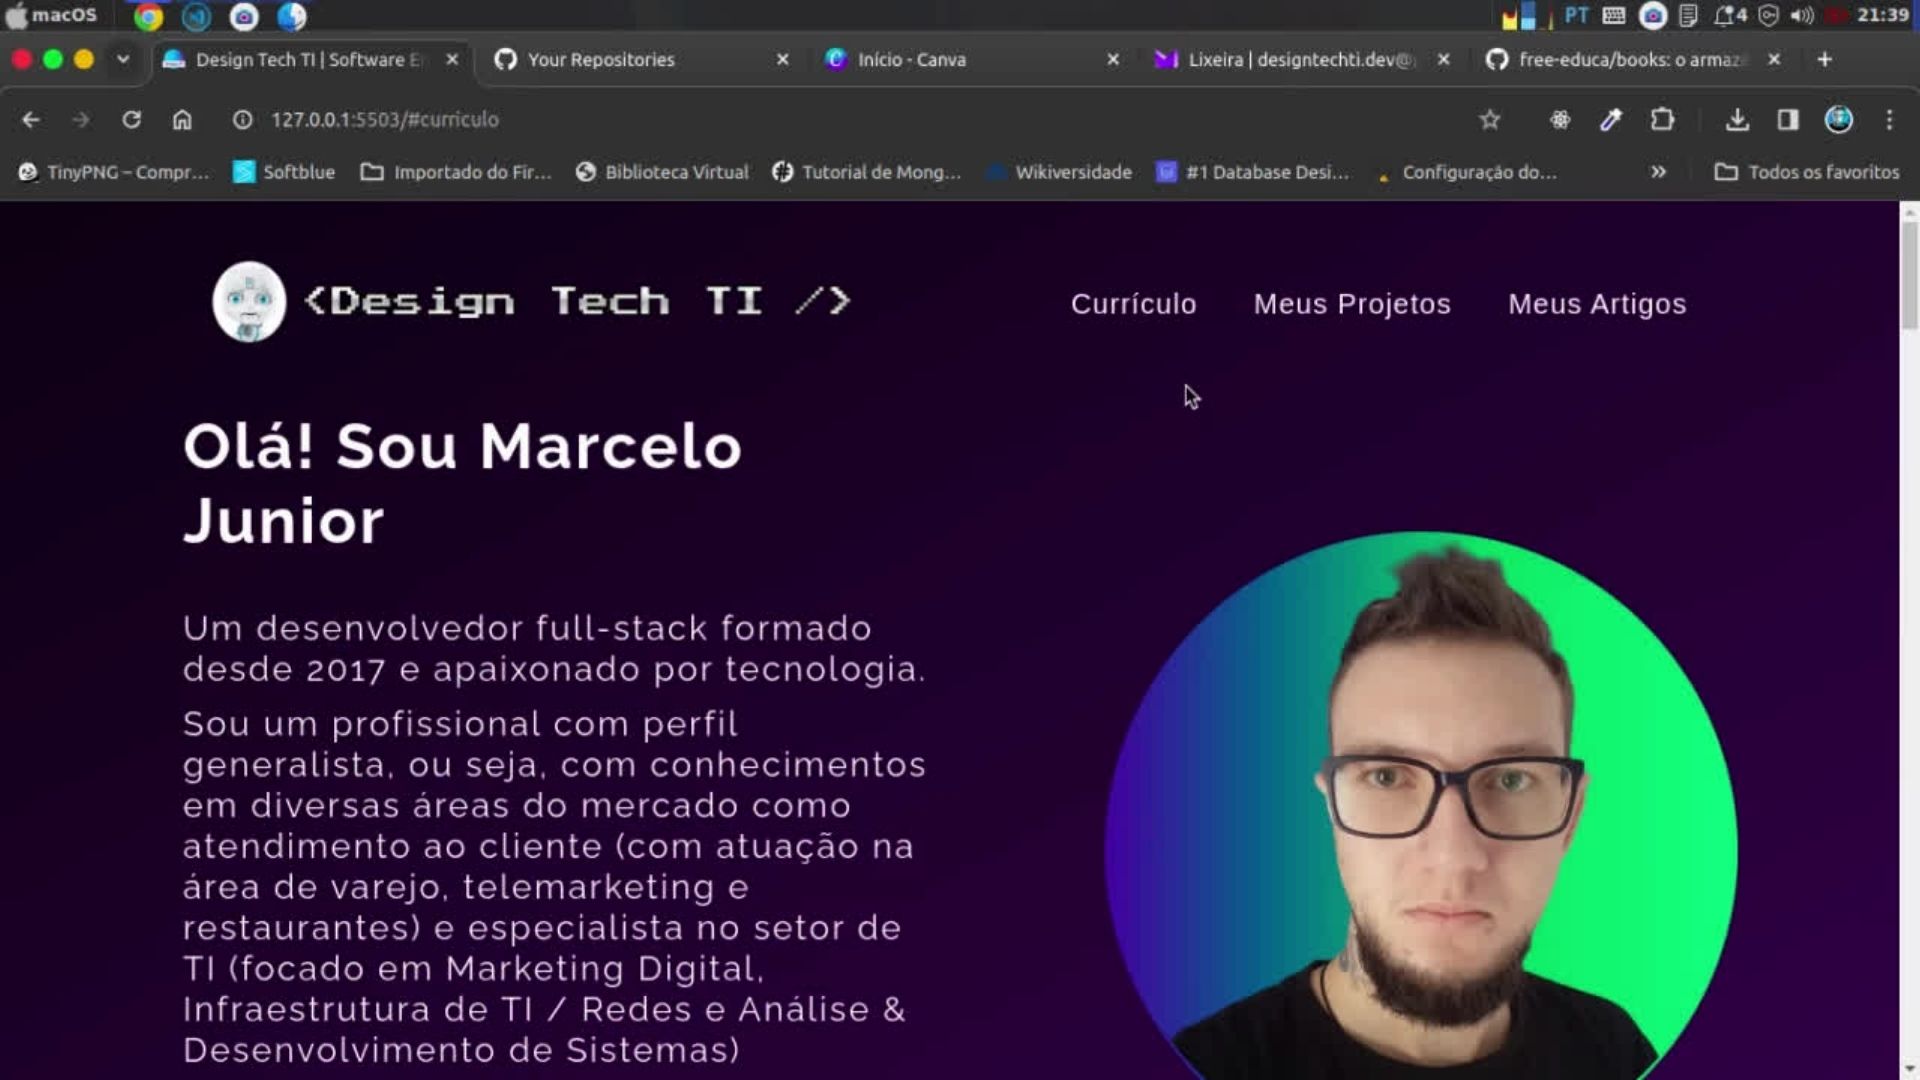 macOS
PT
4
21:39
Design Tech TI | Software E
Your Repositories
Início - Canva
Lixeira | designtechti.dev@
free-educa/books: o armaz
127.0.0.1:5503/#curriculo
TinyPNG – Compr...
Softblue
Importado do Fir...
Biblioteca Virtual
Tutorial de Mong...
Wikiversidade
#1 Database Desi...
Configuração do...
Todos os favoritos
<Design Tech TI />
Currículo
Meus Projetos
Meus Artigos
Olá! Sou Marcelo
Junior
Um desenvolvedor full-stack formado
desde 2017 e apaixonado por tecnologia.
Sou um profissional com perfil
generalista, ou seja, com conhecimentos
em diversas áreas do mercado como
atendimento ao cliente (com atuação na
área de varejo, telemarketing e
restaurantes) e especialista no setor de
TI (focado em Marketing Digital,
Infraestrutura de TI / Redes e Análise &
Desenvolvimento de Sistemas)